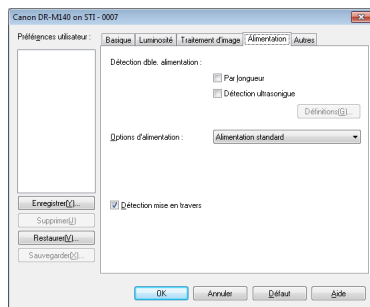 Canon DR-M140 on STI - 0007
Préférences utilisateur :
Basique Luminosité Traitement d'image Alimentation Autres
Détection dble. alimentation :
Par longueur
Détection ultrasonique
Définitions(G)...
Options d'alimentation :
Alimentation standard
Détection mise en travers
Enregistrer(Y)...
Supprimer(J)
Restaurer(V)...
Sauvegarder(X)...
OK Annuler Défaut Aide